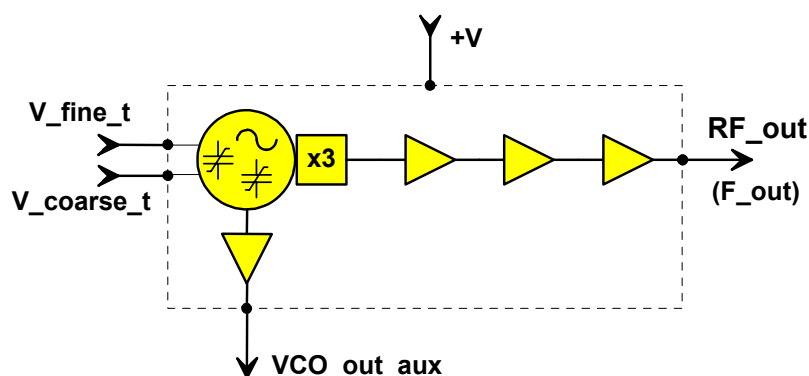 +V
V_fine_t
V_coarse_t
x3
RF_out
(F_out)
VCO_out_aux